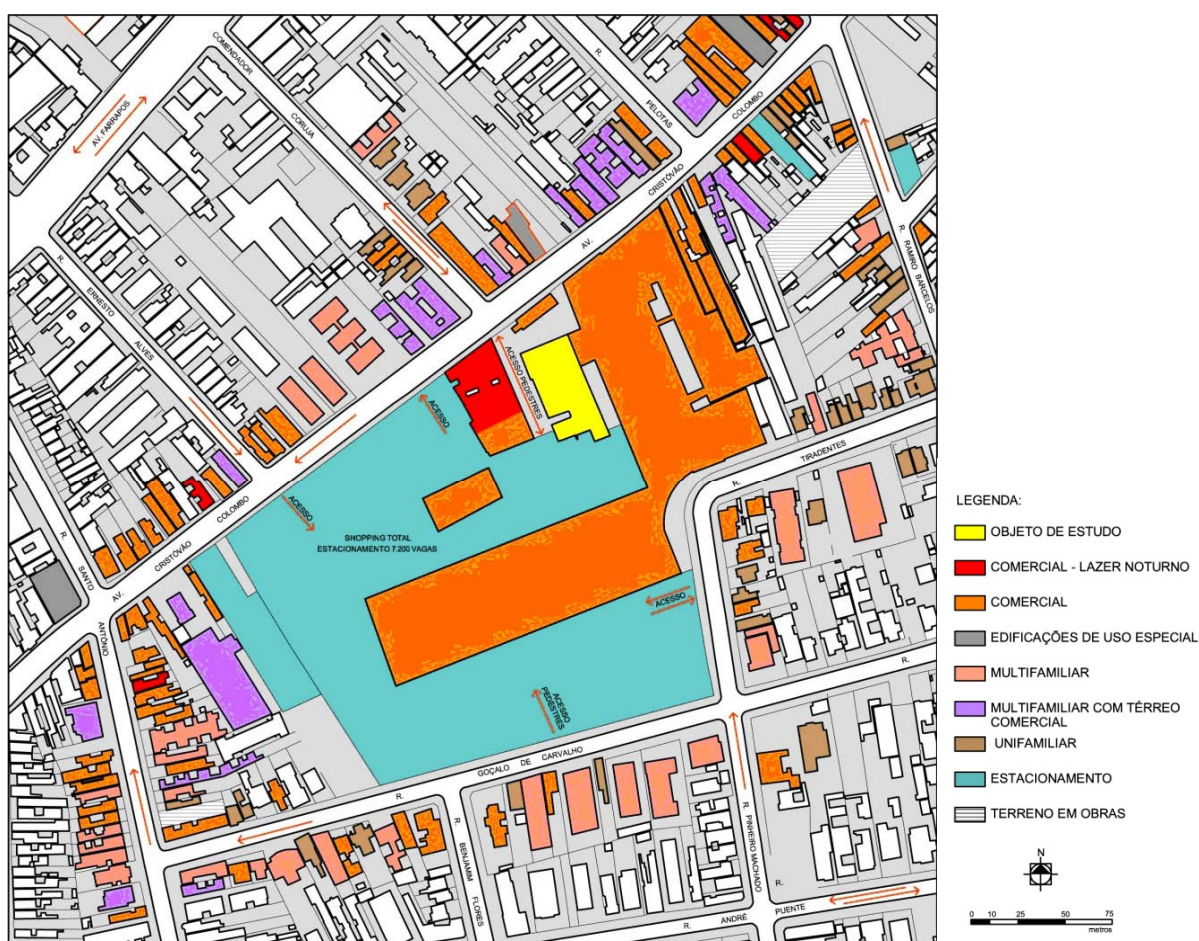 AV. FARRAPOS
COMENDADOR
CORUJA
R.
PELOTAS
AV.
CRISTÓVÃO
COLOMBO
R.
RAMIRO BARCELOS
R.
ERNESTO
ALVES
ACESSO PEDESTRES
ACESSO
ACESSO
SHOPPING TOTAL
ESTACIONAMENTO 7.200 VAGAS
R.
TIRADENTES
R.
SANTO
ANTÔNIO
AV.
CRISTÓVÃO
COLOMBO
ACESSO
ACESSO
PEDESTRES
R.
GOÇALO DE CARVALHO
R.
R.
BENJAMIM
FLORES
R. PINHEIRO MACHADO
R.
R.
ANDRÉ
PUENTE
LEGENDA:
OBJETO DE ESTUDO
COMERCIAL - LAZER NOTURNO
COMERCIAL
EDIFICAÇÕES DE USO ESPECIAL
MULTIFAMILIAR
MULTIFAMILIAR COM TÉRREO
COMERCIAL
UNIFAMILIAR
ESTACIONAMENTO
TERRENO EM OBRAS
N
0 10 25 50 75
metros